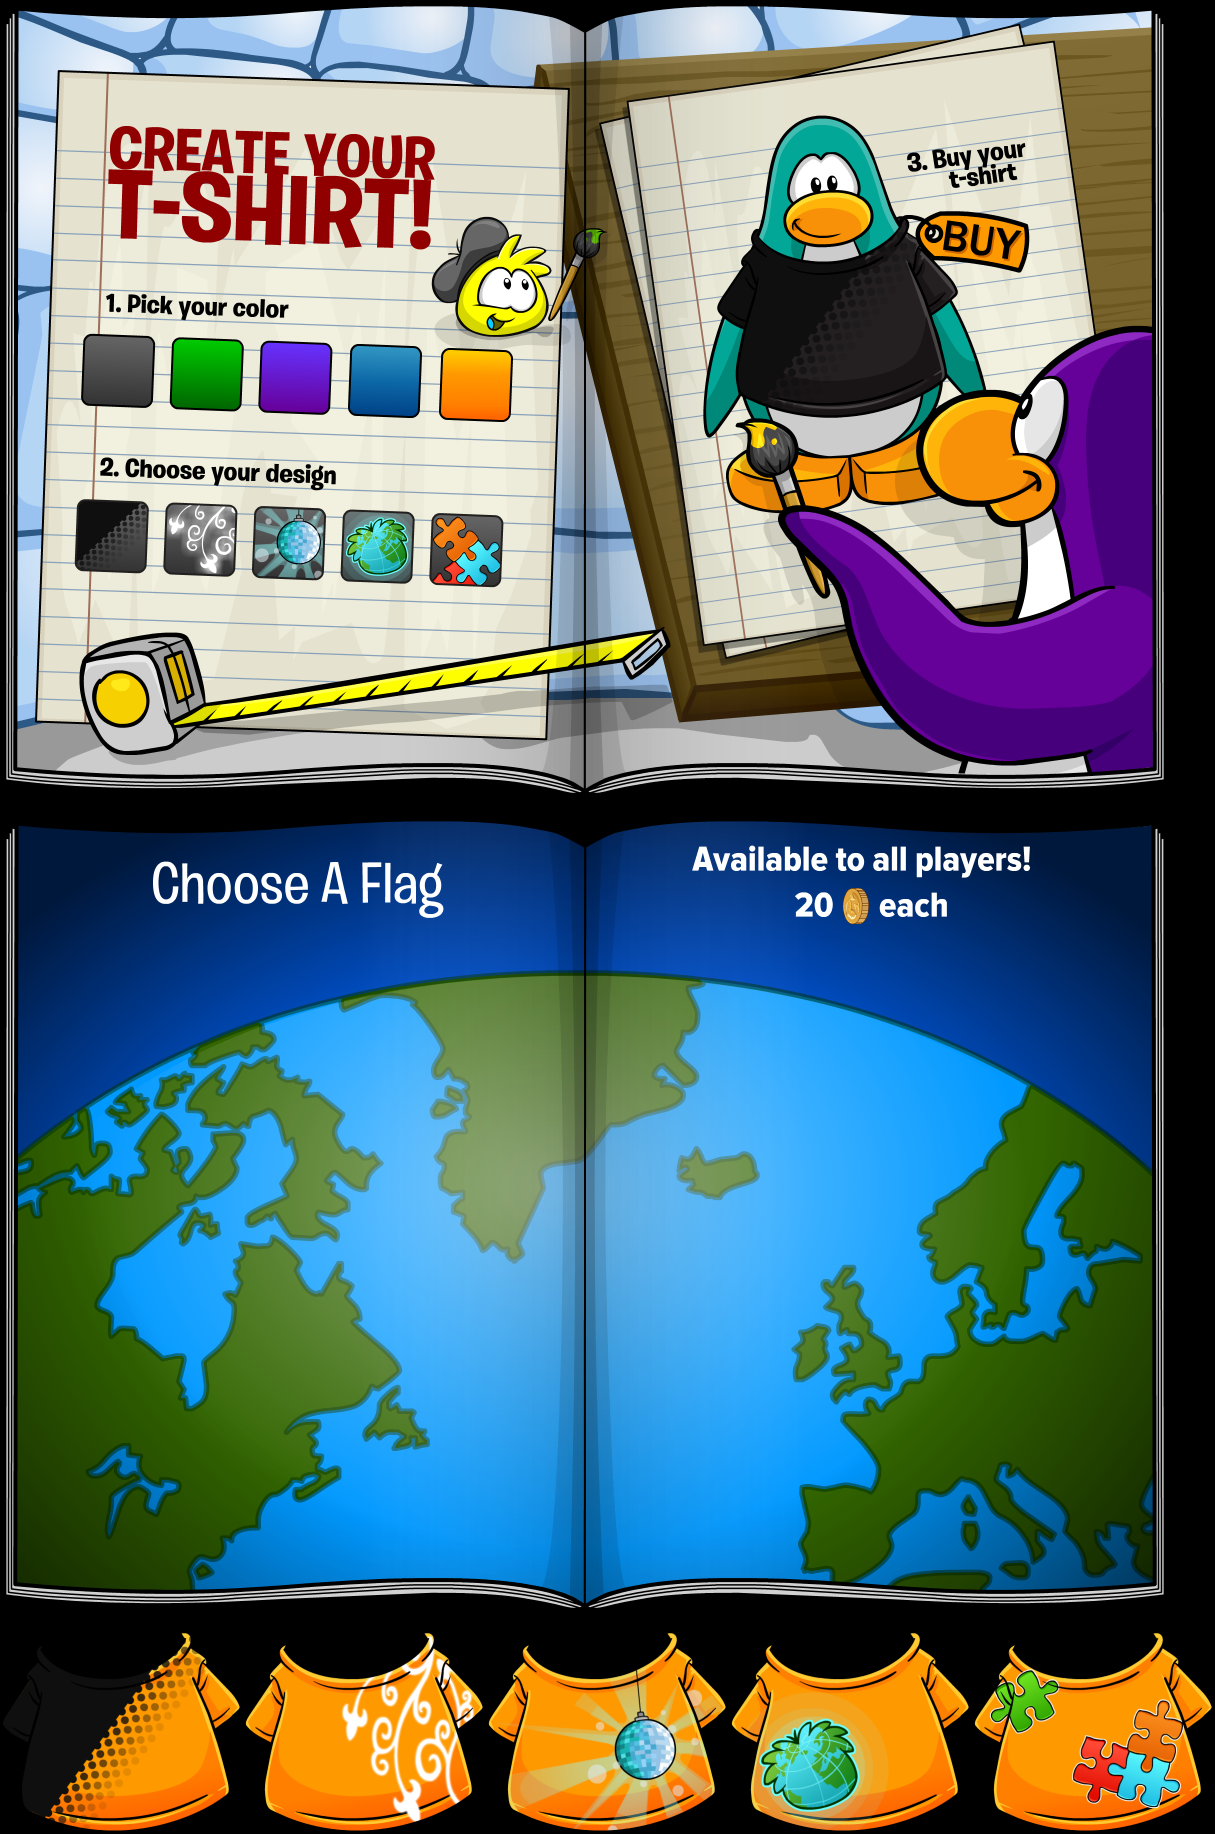 CREATE YOUR
T-SHIRT!
1. Pick your color
2. Choose your design
3. Buy your
t-shirt
BUY
Choose A Flag
Available to all players!
20 each